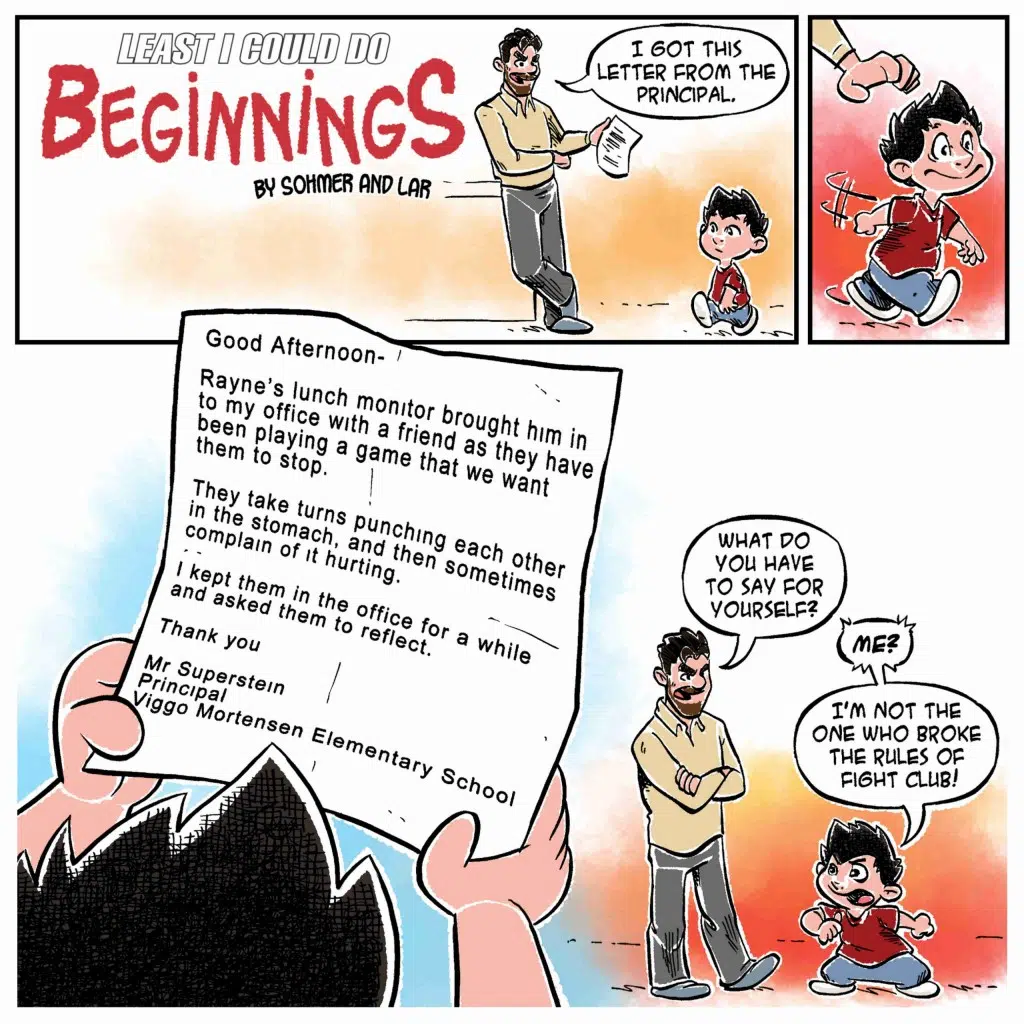 LEAST I COULD DO
BEGINNINGS
BY SOHMER AND LAR
I GOT THIS
LETTER FROM THE
PRINCIPAL.
Good Afternoon-
Rayne's lunch monitor brought him in
to my office with a friend as they have
been playing a game that we want
them to stop.
They take turns punching each other
in the stomach, and then sometimes
complain of it hurting.
I kept them in the office for a while
and asked them to reflect.
Thank you
Mr Superstein
Principal
Viggo Mortensen Elementary School
WHAT DO
YOU HAVE
TO SAY FOR
YOURSELF?
ME?
I'M NOT THE
ONE WHO BROKE
THE RULES OF
FIGHT CLUB!